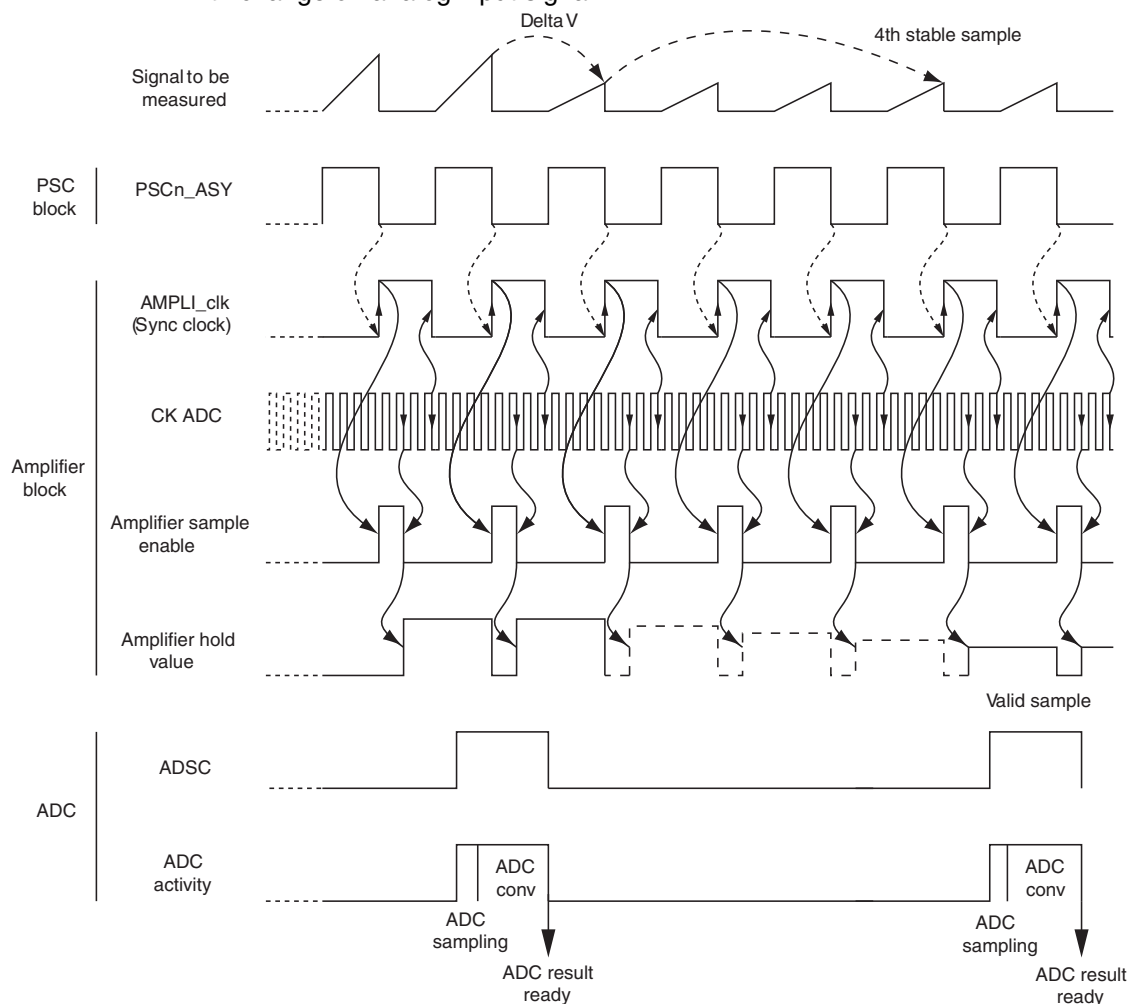 Delta V
4th stable sample
Signal to be
measured
PSC
block
PSCn_ASY
AMPLI_clk
(Sync clock)
CK ADC
Amplifier
block
Amplifier sample
enable
Amplifier hold
value
Valid sample
ADSC
ADC
ADC
activity
ADC
conv
ADC
conv
ADC
sampling
ADC
sampling
ADC result
ready
ADC result
ready